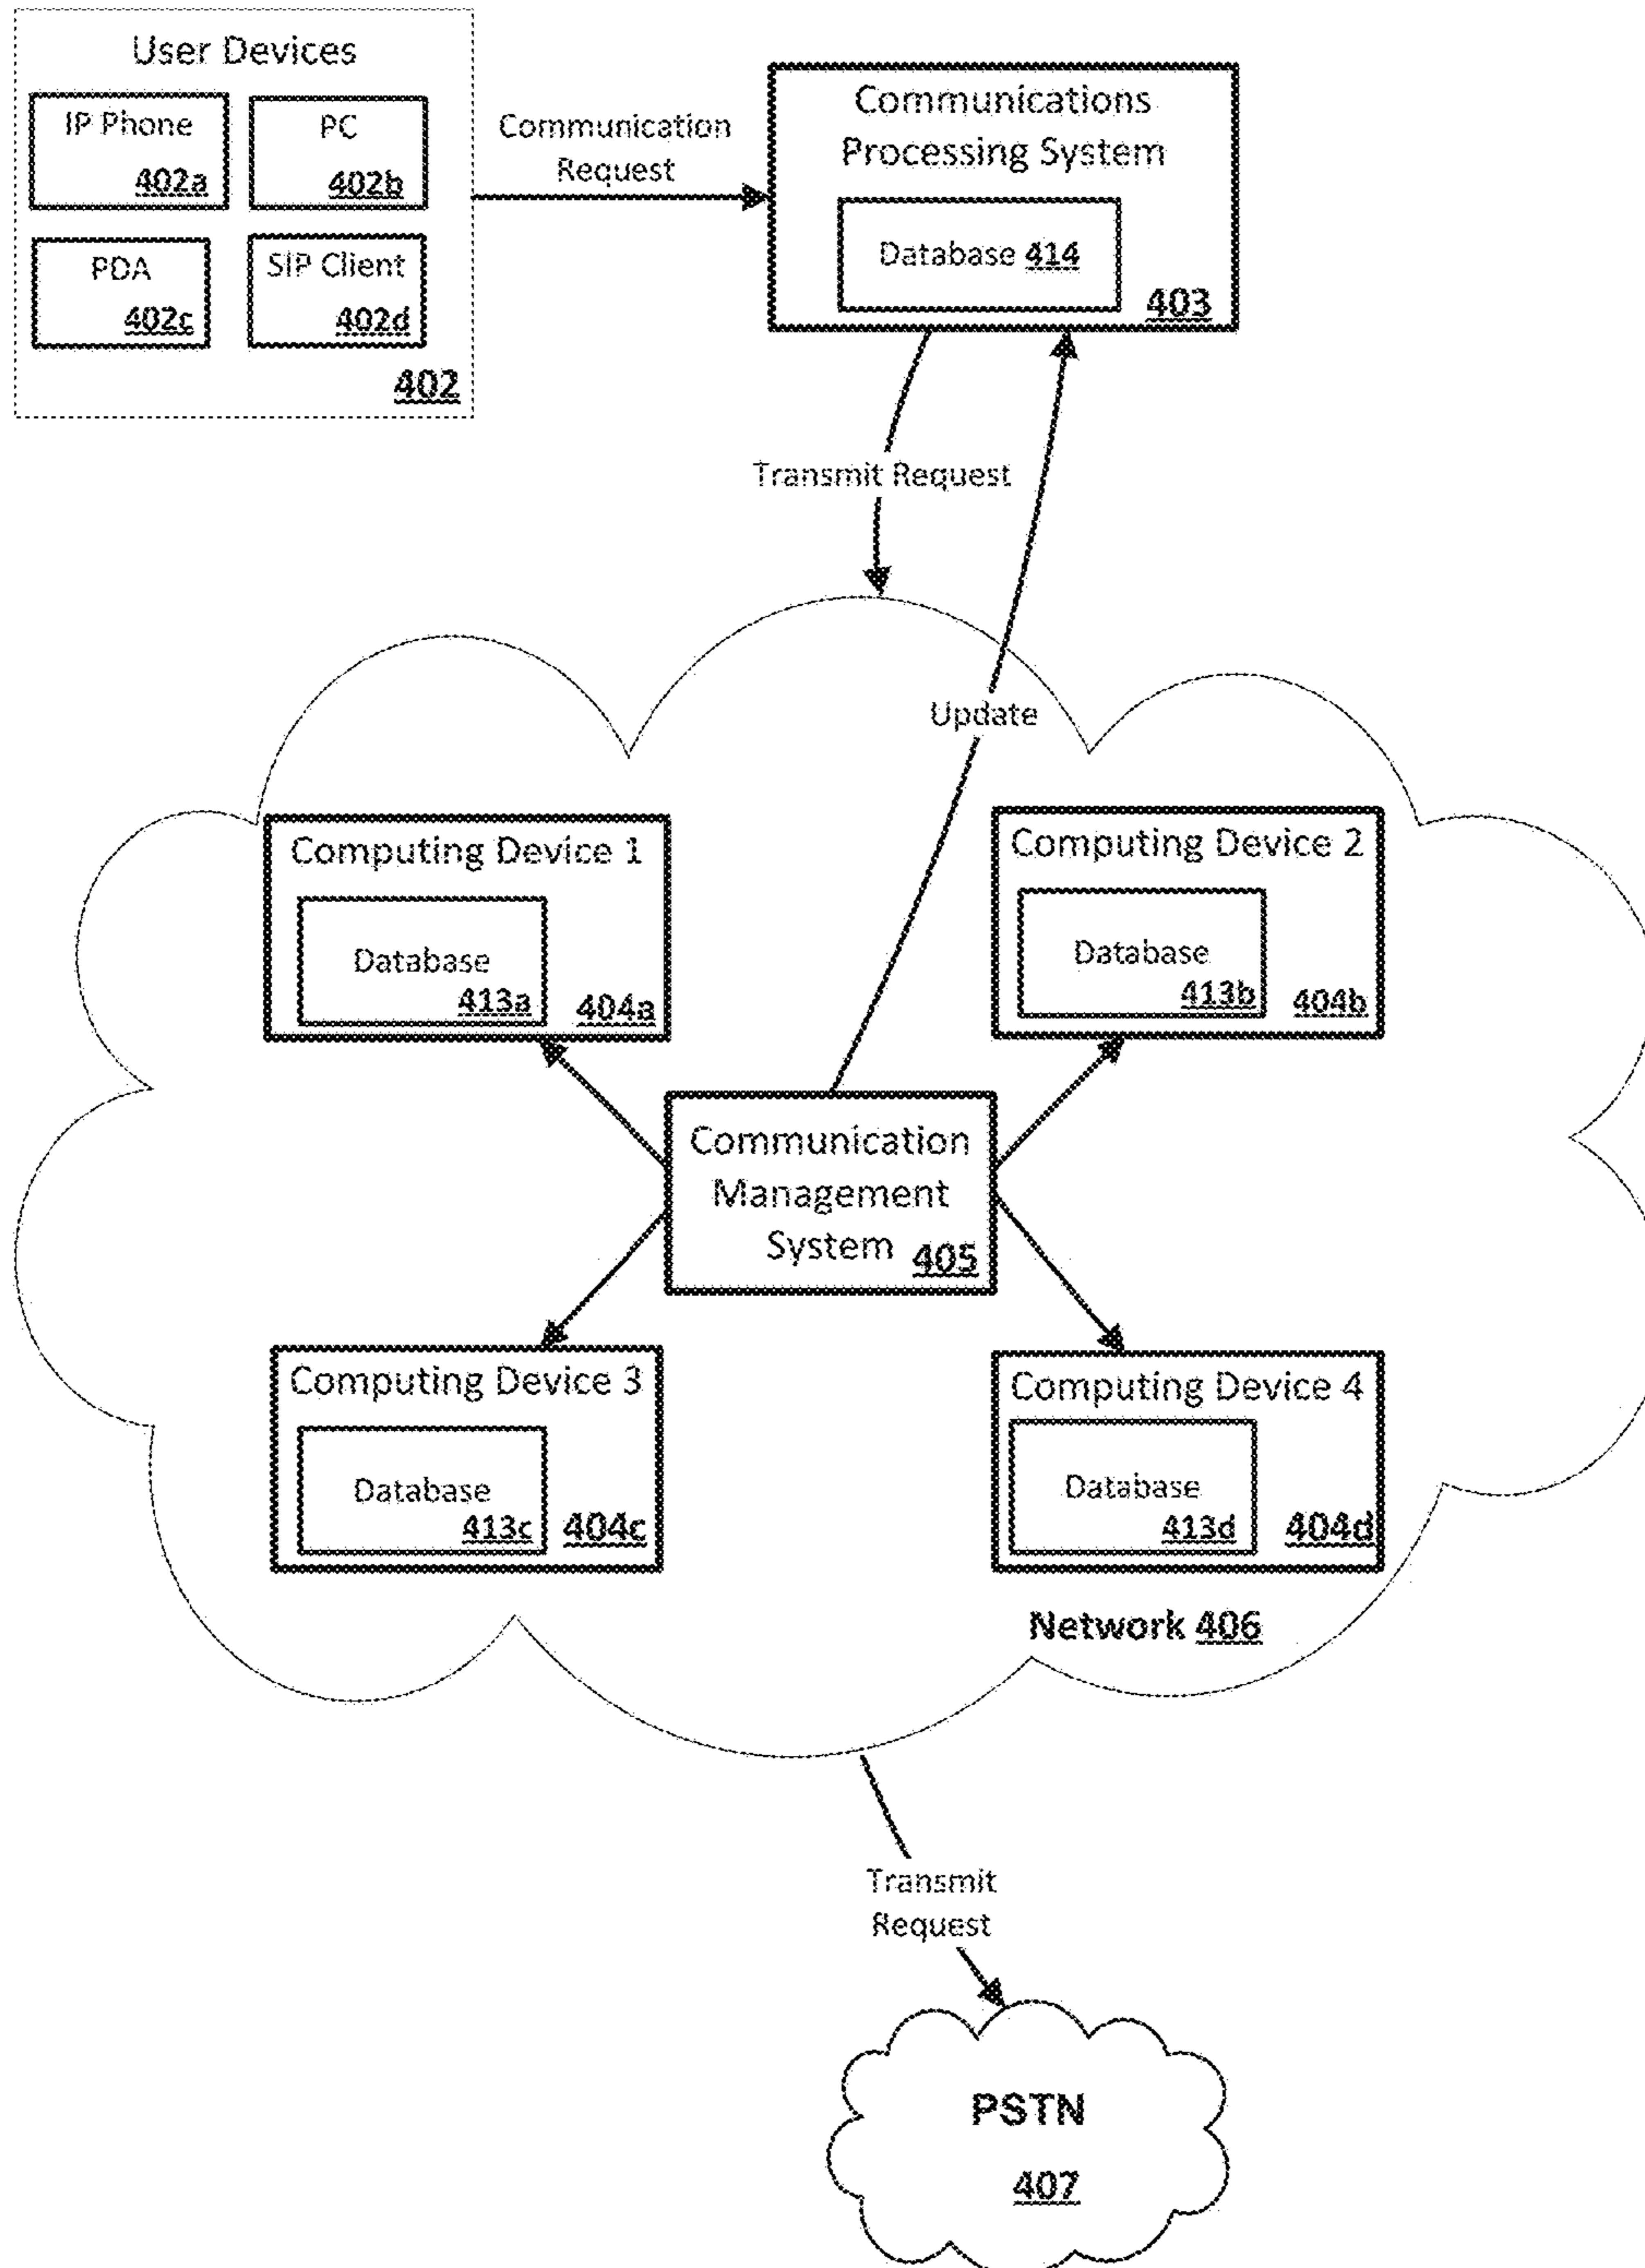 User Devices
IP Phone
402a
PC
402b
PDA
402c
SIP Client
402d
402
Communication
Request
Communications
Processing System
Database 414
403
Transmit Request
Update
Computing Device 1
Database
413a
404a
Computing Device 2
Database
413b
404b
Communication
Management
System 405
Computing Device 3
Database
413c
404c
Computing Device 4
Database
413d
404d
Network 406
Transmit
Request
PSTN
407